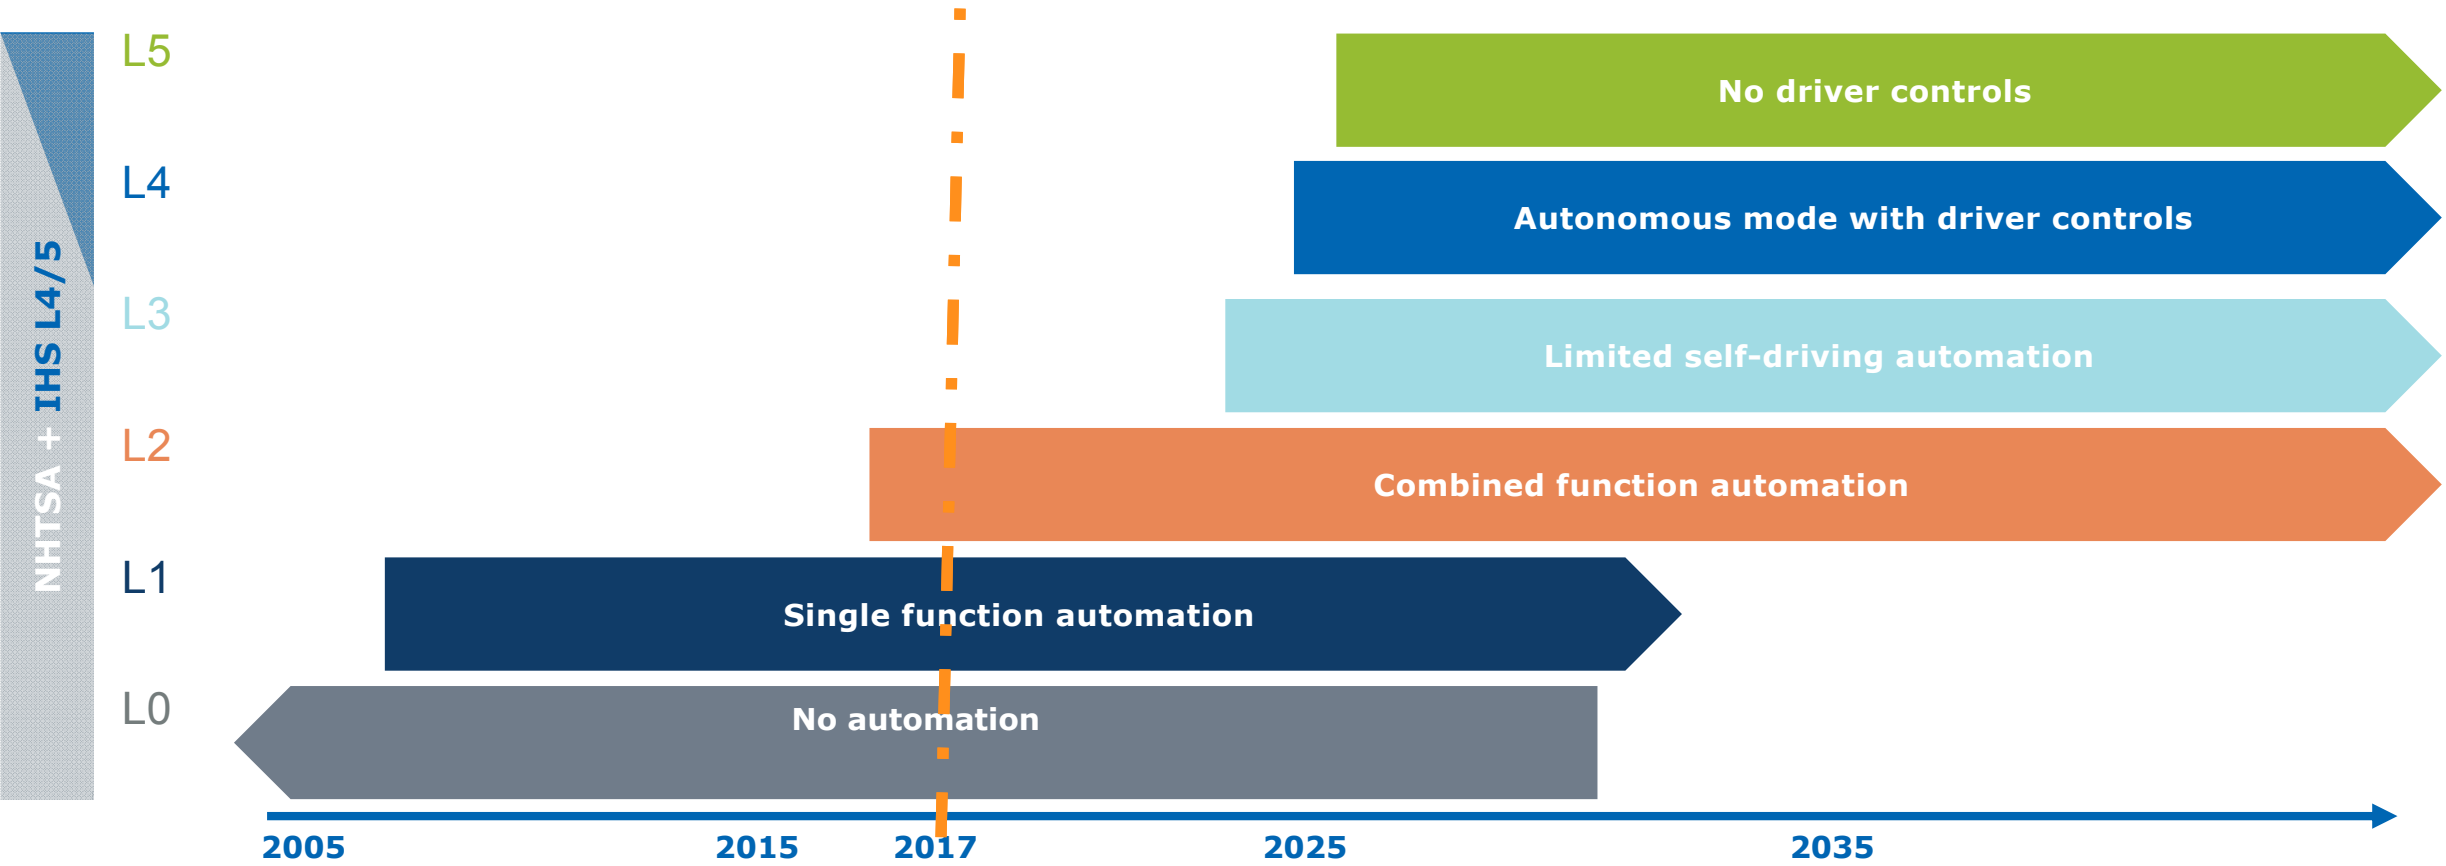 L5
No driver controls
L4
Autonomous mode with driver controls
L3
Limited self-driving automation
L2
Combined function automation
L1
Single function automation
L0
No automation
NHTSA + IHS L4/5
2005 2015 2017 2025 2035